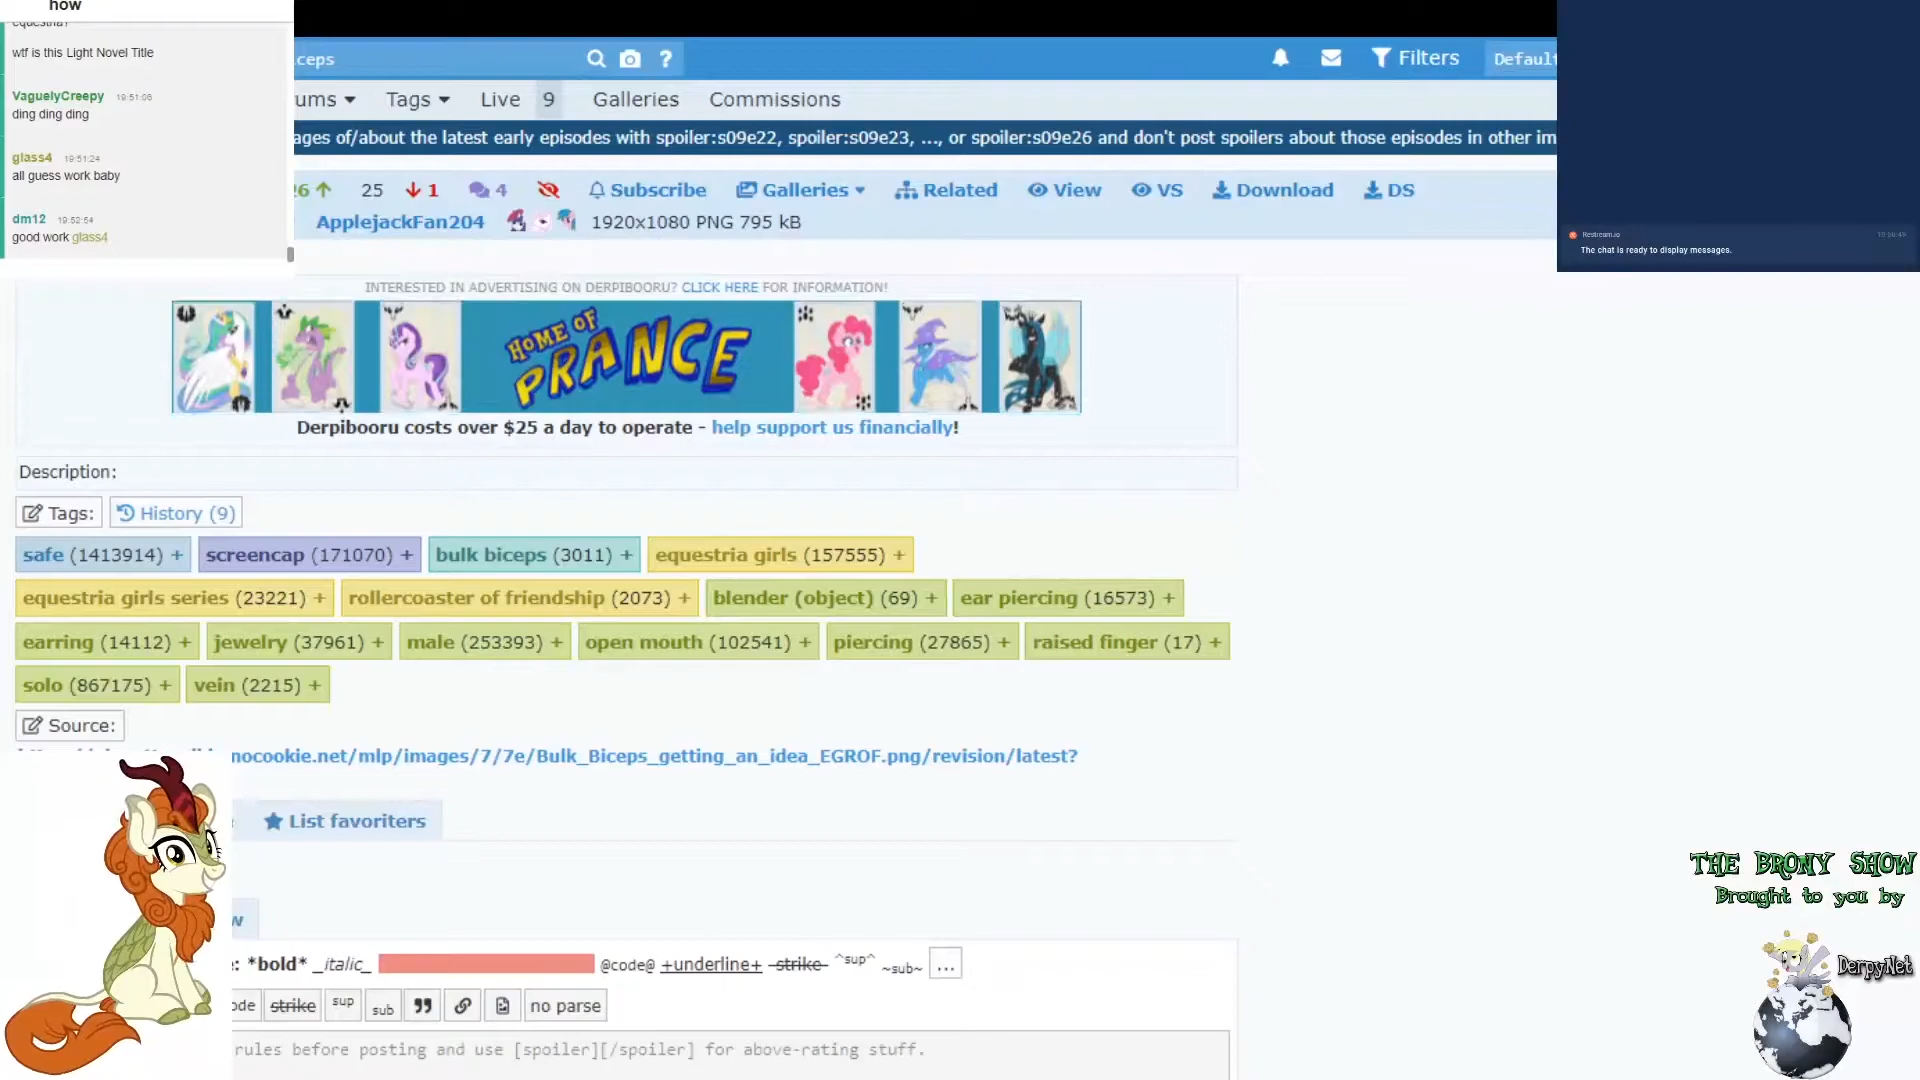 how
equestria?
wtf is this Light Novel Title
VaguelyCreepy 19:51:06
ding ding ding
glass4 19:51:24
all guess work baby
dm12 19:52:54
good work glass4
ceps
?
Filters
Default
ums
Tags
Live 9
Galleries
Commissions
ages of/about the latest early episodes with spoiler:s09e22, spoiler:s09e23, ..., or spoiler:s09e26 and don't post spoilers about those episodes in other im
26 25 1 4 Subscribe Galleries Related View VS Download DS
ApplejackFan204 1920x1080 PNG 795 kB
Restream.io
The chat is ready to display messages.
INTERESTED IN ADVERTISING ON DERPIBOORU? CLICK HERE FOR INFORMATION!
HOME OF
PRANCE
Derpibooru costs over $25 a day to operate - help support us financially!
Description:
Tags: History (9)
safe (1413914) + screencap (171070) + bulk biceps (3011) + equestria girls (157555) +
equestria girls series (23221) + rollercoaster of friendship (2073) + blender (object) (69) + ear piercing (16573) +
earring (14112) + jewelry (37961) + male (253393) + open mouth (102541) + piercing (27865) + raised finger (17) +
solo (867175) + vein (2215) +
Source:
nocookie.net/mlp/images/7/7e/Bulk_Biceps_getting_an_idea_EGROF.png/revision/latest?
List favoriters
w
: *bold* _italic_ @code@ +underline+ -strike- ^sup^ ~sub~ ...
ode strike sup sub no parse
rules before posting and use [spoiler][/spoiler] for above-rating stuff.
THE BRONY SHOW
Brought to you by
DerpyNet